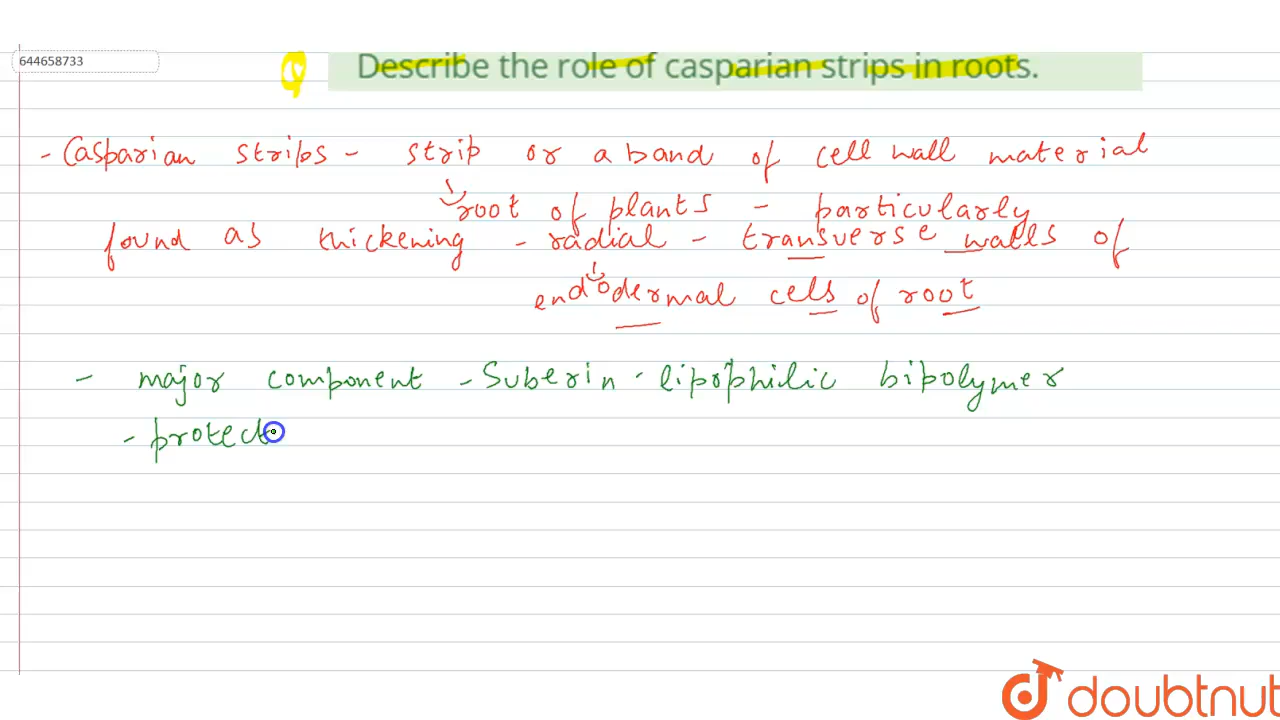 644658733
Q Describe the role of casparian strips in roots.
- Casparian strips - strip or a band of cell wall material
root of plants - particularly
found as thickening - radial - transverse walls of
endodermal cells of root
- major component - Suberin - lipophilic bipolymer
- protect
doubtnut